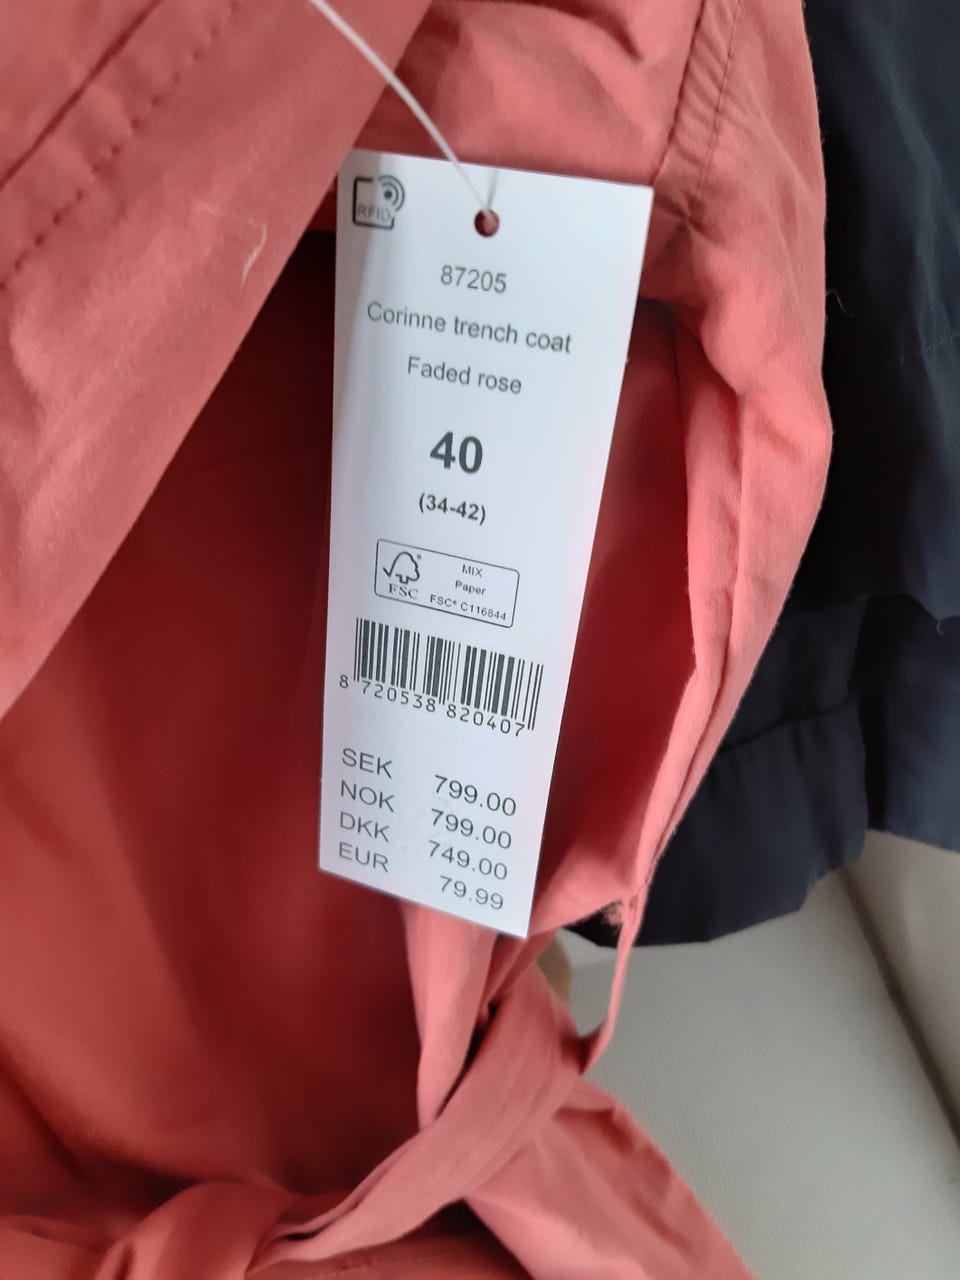 RFID
87205
Corinne trench coat
Faded rose
40
(34-42)
FSC®
MIX
Paper
FSC® C116844
8 720538 820407
SEK 799.00
NOK 799.00
DKK 749.00
EUR 79.99